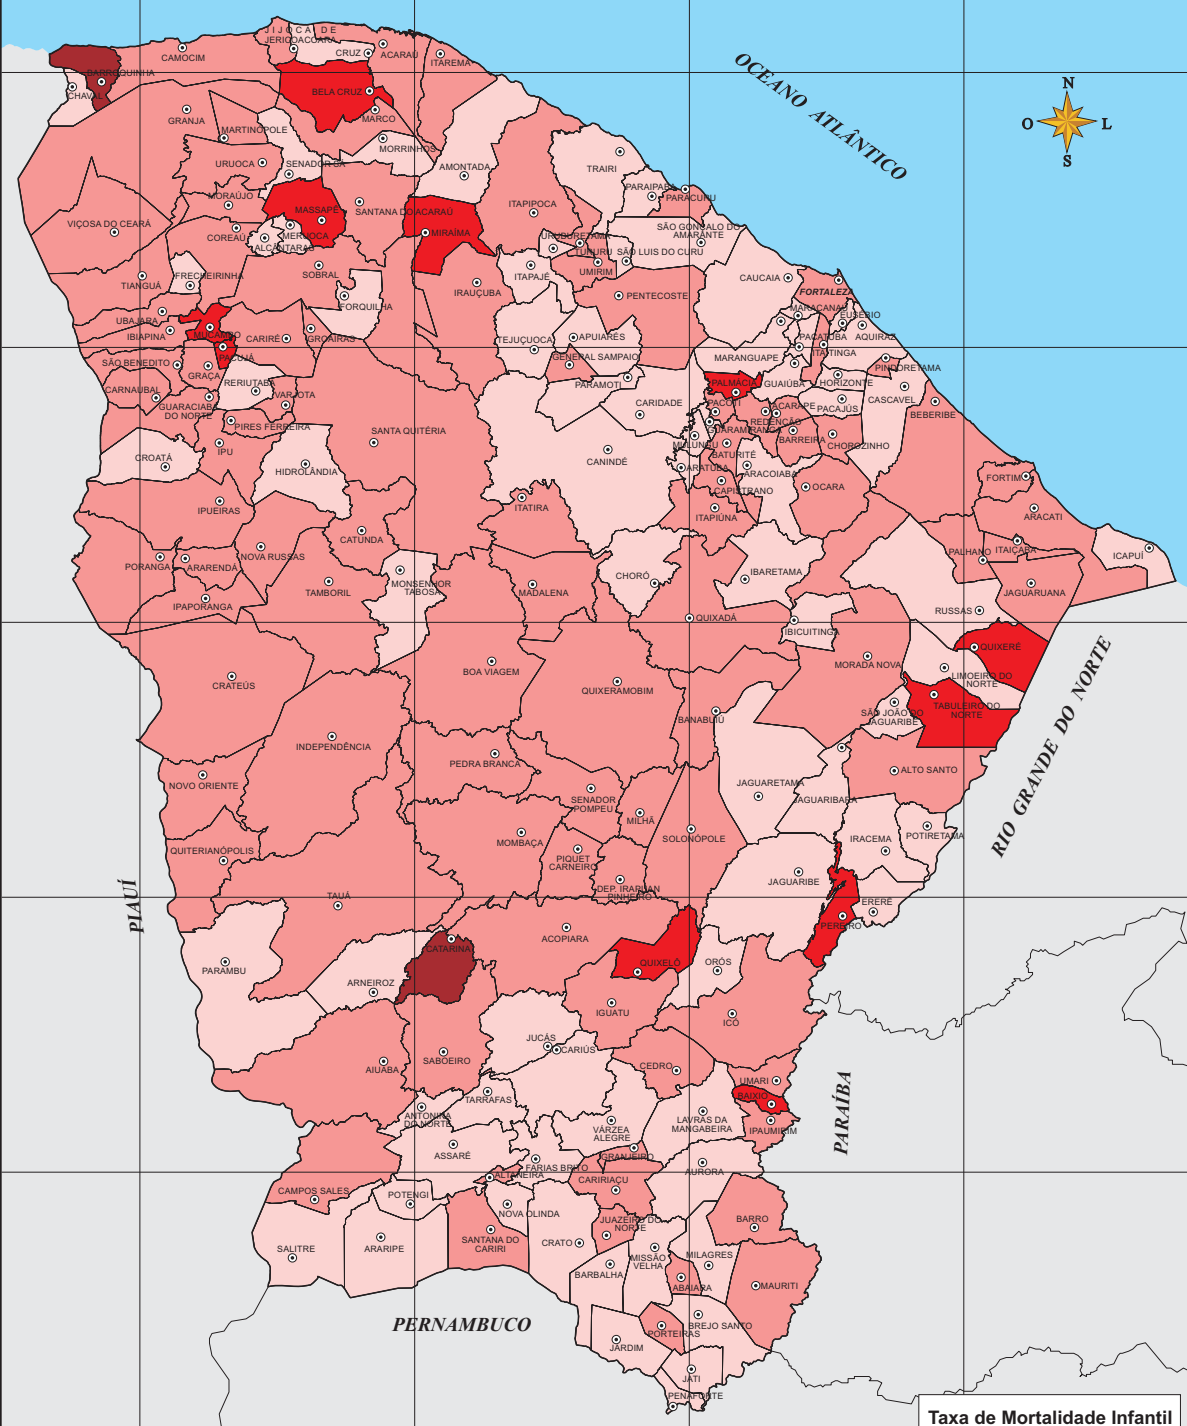 JIJOCA DE
JERICOACOARA
CRUZ
ACARAÚ
ITAREMA
CAMOCIM
BARROQUINHA
CHAVAL
BELA CRUZ
MARCO
GRANJA
MARTINÓPOLE
MORRINHOS
URUOCA
SENADOR SÁ
AMONTADA
TRAIRI
OCEANO ATLÂNTICO
N
O
L
S
PARAIPABA
PARACURU
MORAÚJO
MASSAPÊ
SANTANA DO ACARAÚ
ITAPIPOCA
VIÇOSA DO CEARÁ
COREAÚ
MERUOCA
ALCÂNTARAS
MIRAÍMA
URUBURETAMA
TURURU
SÃO GONÇALO DO
AMARANTE
SÃO LUIS DO CURU
UMIRIM
TIANGUÁ
FRECHEIRINHA
SOBRAL
IRAUÇUBA
ITAPAJÉ
PENTECOSTE
CAUCAIA
FORTALEZA
FORQUILHA
UBAJARA
IBIAPINA
MUCAMBO
CARIRÉ
GROAÍRAS
TEJUÇUOCA
APUIARÉS
MARACANAÚ
EUSÉBIO
PACATUBA
AQUIRAZ
ITAITINGA
PACUJÁ
SÃO BENEDITO
GRAÇA
GENERAL SAMPAIO
MARANGUAPE
PINDORETAMA
CARNAUBAL
RERIUTABA
VARJOTA
PARAMOTI
PALMÁCIA
GUAIÚBA
HORIZONTE
GUARACIABA
DO NORTE
CARIDADE
PACOTI
ACARAPE
PACAJÚS
CASCAVEL
BEBERIBE
PIRES FERREIRA
SANTA QUITÉRIA
GUARAMIRANGA
REDENÇÃO
MULUNGU
BARREIRA
CHOROZINHO
IPU
BATURITÉ
CROATÁ
HIDROLÂNDIA
CANINDÉ
ARATUBA
ARACOIABA
CAPISTRANO
OCARA
FORTIM
IPUEIRAS
ITATIRA
ITAPIÚNA
ARACATI
CATUNDA
NOVA RUSSAS
PORANGA
ARARENDÁ
PALHANO
ITAIÇABA
ICAPUÍ
IPAPORANGA
TAMBORIL
MONSENHOR
TABOSA
MADALENA
CHORÓ
IBARETAMA
JAGUARUANA
RUSSAS
QUIXADÁ
IBICUITINGA
QUIXERÉ
CRATEÚS
BOA VIAGEM
QUIXERAMOBIM
MORADA NOVA
LIMOEIRO DO
NORTE
BANABUIÚ
SÃO JOÃO DO
JAGUARIBE
TABULEIRO DO
NORTE
RIO GRANDE DO NORTE
INDEPENDÊNCIA
PEDRA BRANCA
ALTO SANTO
NOVO ORIENTE
SENADOR
POMPEU
JAGUARETAMA
JAGUARIBARA
MILHÃ
MOMBAÇA
SOLONÓPOLE
IRACEMA
POTIRETAMA
QUITERIANÓPOLIS
PIQUET
CARNEIRO
DEP. IRAPUAN
PINHEIRO
JAGUARIBE
TAUÁ
ERERÉ
PEREIRO
PIAUÍ
ACOPIARA
CATARINA
QUIXELÔ
ORÓS
PARAMBU
ARNEIROZ
IGUATU
ICÓ
JUCÁS
CARIÚS
AIUABA
SABOEIRO
CEDRO
UMARI
BAIXIO
IPAUMIRIM
PARAÍBA
TARRAFAS
ANTONINA
DO NORTE
VÁRZEA
ALEGRE
LAVRAS DA
MANGABEIRA
ASSARÉ
GRANJEIRO
FARIAS BRITO
ALTANEIRA
AURORA
CARIRIAÇU
CAMPOS SALES
POTENGI
NOVA OLINDA
JUAZEIRO DO
NORTE
BARRO
SALITRE
ARARIPE
SANTANA DO
CARIRI
CRATO
MISSÃO
VELHA
MILAGRES
BARBALHA
ABAIARA
MAURITI
PERNAMBUCO
PORTEIRAS
BREJO SANTO
JARDIM
JATI
PENAFORTE
Taxa de Mortalidade Infantil